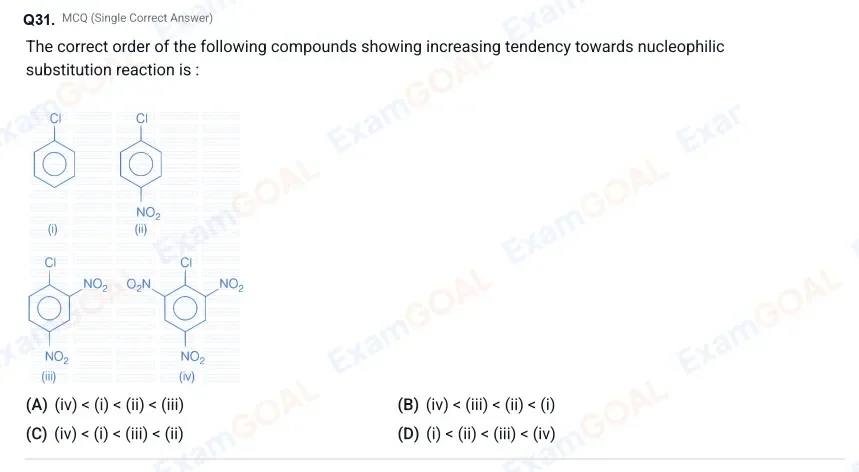 Q31. MCQ (Single Correct Answer)
The correct order of the following compounds showing increasing tendency towards nucleophilic
substitution reaction is :
Cl Cl
NO2
(i) (ii)
Cl Cl
NO2 O2N NO2
NO2 NO2
(iii) (iv)
(A) (iv) < (i) < (ii) < (iii) (B) (iv) < (iii) < (ii) < (i)
(C) (iv) < (i) < (iii) < (ii) (D) (i) < (ii) < (iii) < (iv)
ExamGOAL